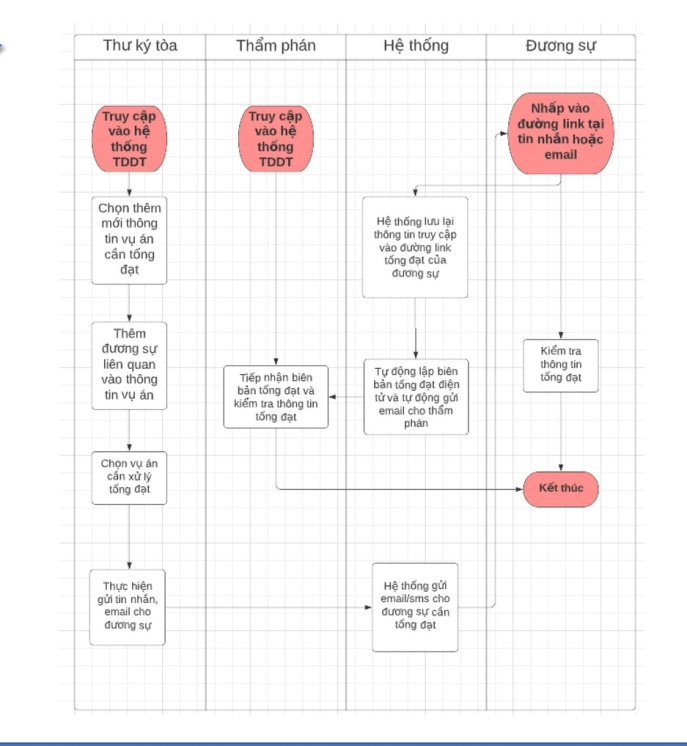 Thư ký tòa
Thẩm phán
Hệ thống
Đương sự
Truy cập
vào hệ
thống
TDDT
Chọn thêm
mới thông
tin vụ án
cần tống
đạt
Thêm
đương sự
liên quan
vào thông
tin vụ án
Chọn vụ án
cần xử lý
tống đạt
Thực hiện
gửi tin nhắn,
email cho
đương sự
Truy cập
vào hệ
thống
TDDT
Tiếp nhận biên
bản tống đạt và
kiểm tra thông tin
tống đạt
Hệ thống lưu lại
thông tin truy cập
vào đường link
tống đạt của
đương sự
Tự động lập biên
bản tống đạt điện
tử và tự động gửi
email cho thẩm
phán
Hệ thống gửi
email/sms cho
đương sự cần
tống đạt
Nhấp vào
đường link tại
tin nhắn hoặc
email
Kiểm tra
thông tin
tống đạt
Kết thúc